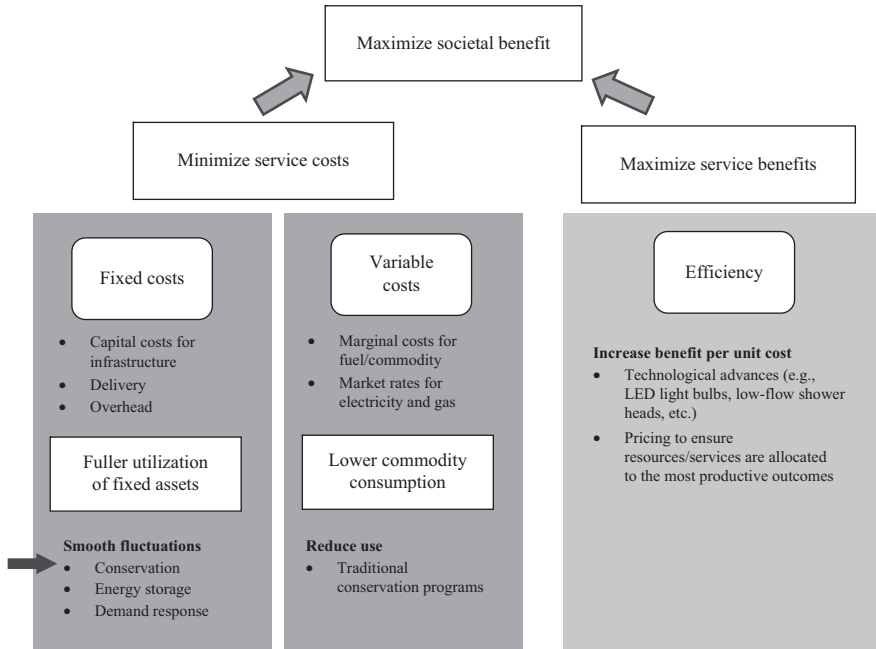 Maximize societal benefit
Minimize service costs
Maximize service benefits
Fixed costs
• Capital costs for
infrastructure
• Delivery
• Overhead
Fuller utilization
of fixed assets
Smooth fluctuations
• Conservation
• Energy storage
• Demand response
Variable
costs
• Marginal costs for
fuel/commodity
• Market rates for
electricity and gas
Lower commodity
consumption
Reduce use
• Traditional
conservation programs
Efficiency
Increase benefit per unit cost
• Technological advances (e.g.,
LED light bulbs, low-flow shower
heads, etc.)
• Pricing to ensure
resources/services are allocated
to the most productive outcomes